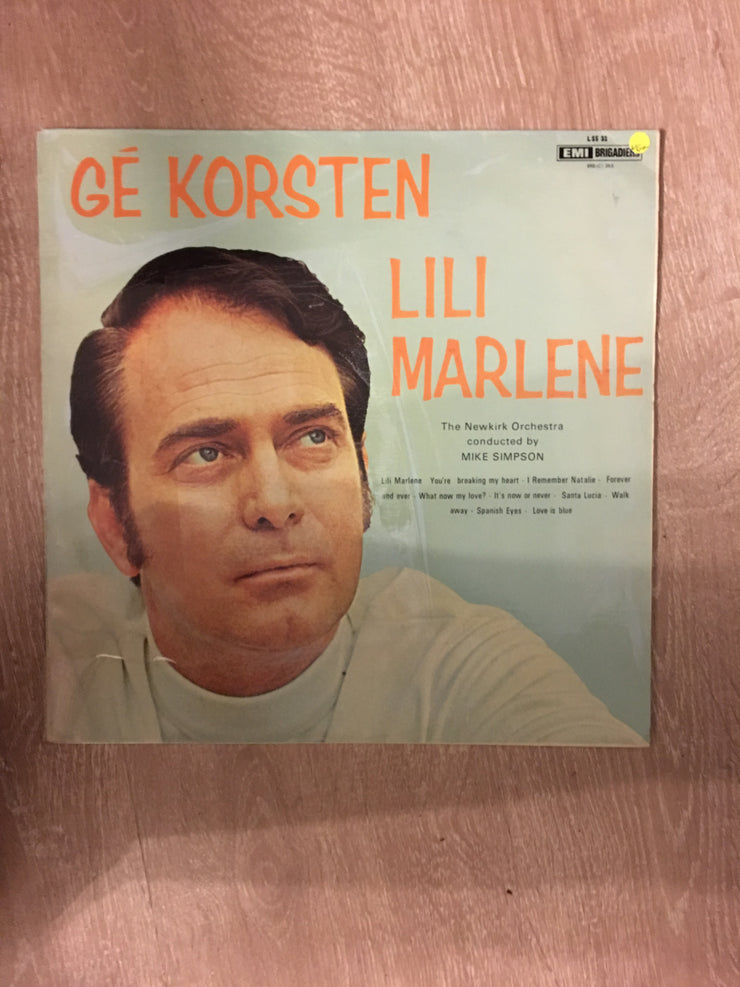 LSS 32
EMI BRIGADIERS
GÉ KORSTEN
LILI
MARLENE
The Newkirk Orchestra
conducted by
MIKE SIMPSON
Lili Marlene You're breaking my heart - I Remember Natalie - Forever
and ever - What now my love? - It's now or never - Santa Lucia - Walk
away - Spanish Eyes - Love is blue